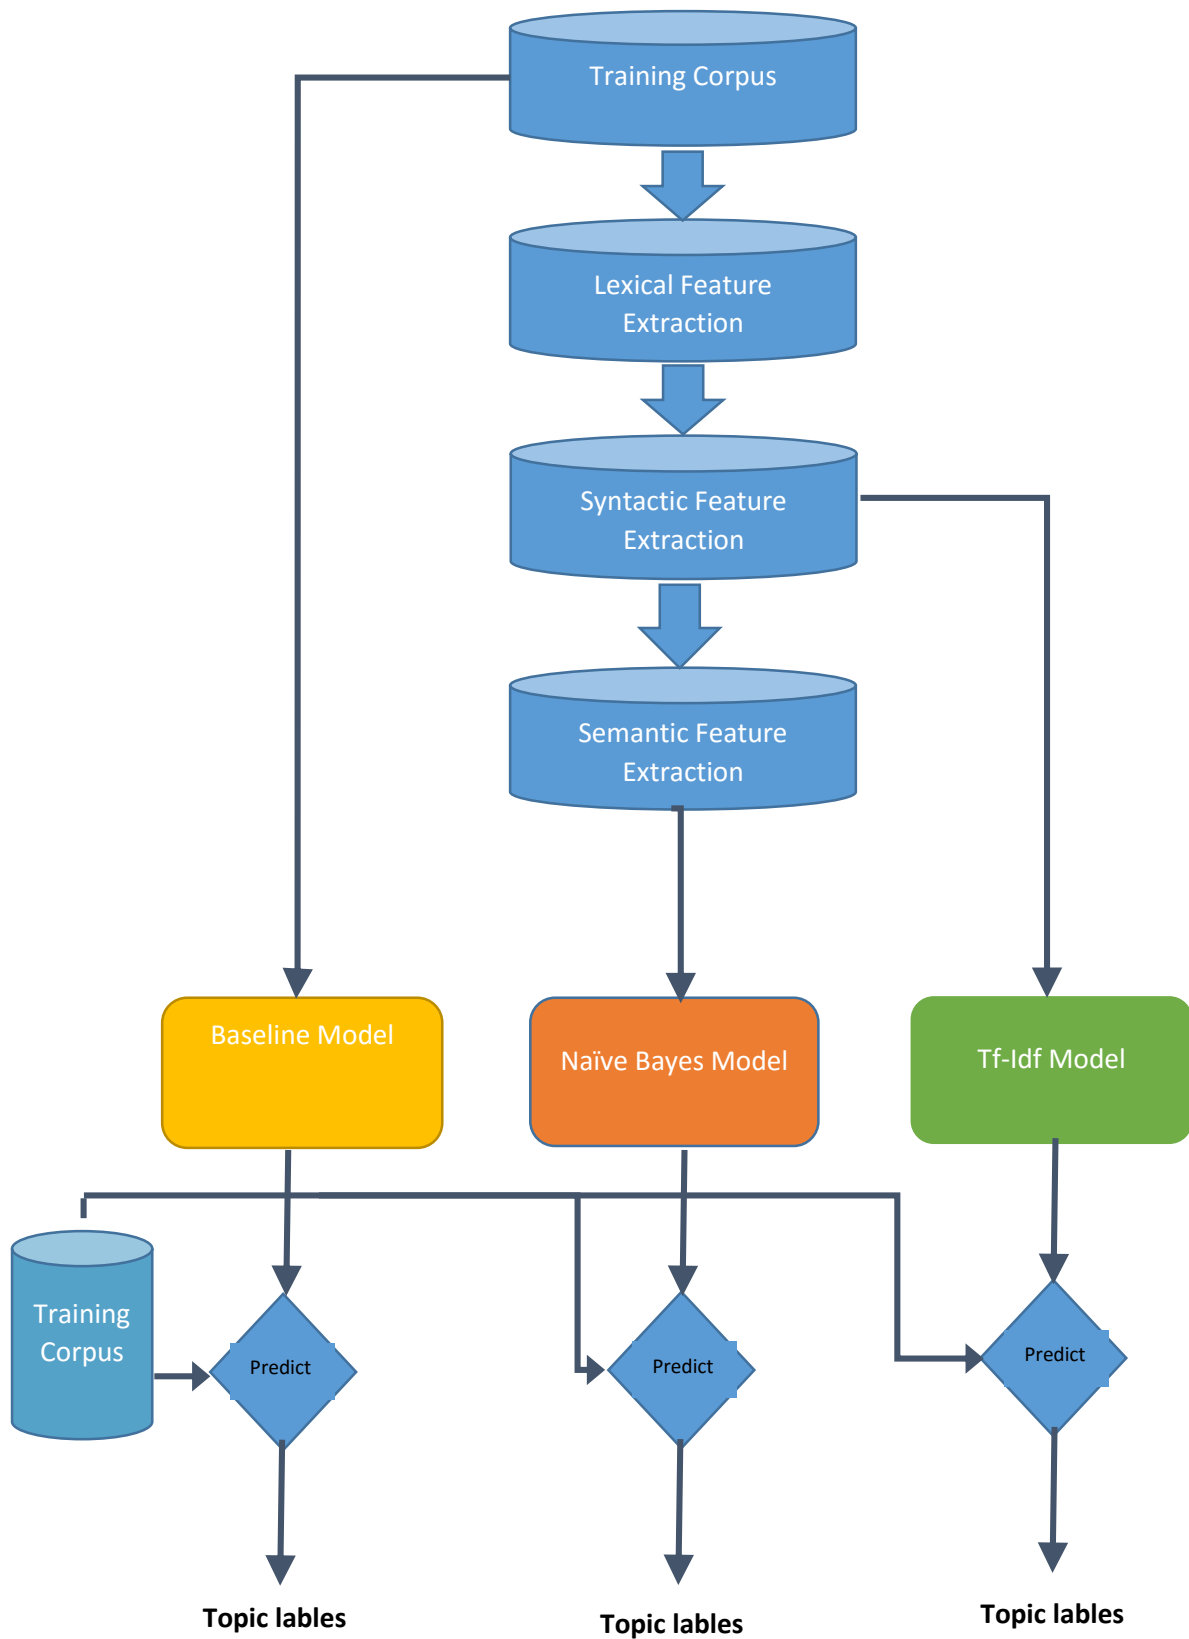 Training Corpus
Lexical Feature
Extraction
Syntactic Feature
Extraction
Semantic Feature
Extraction
Baseline Model
Naïve Bayes Model
Tf-Idf Model
Training
Corpus
Predict
Predict
Predict
Topic lables
Topic lables
Topic lables